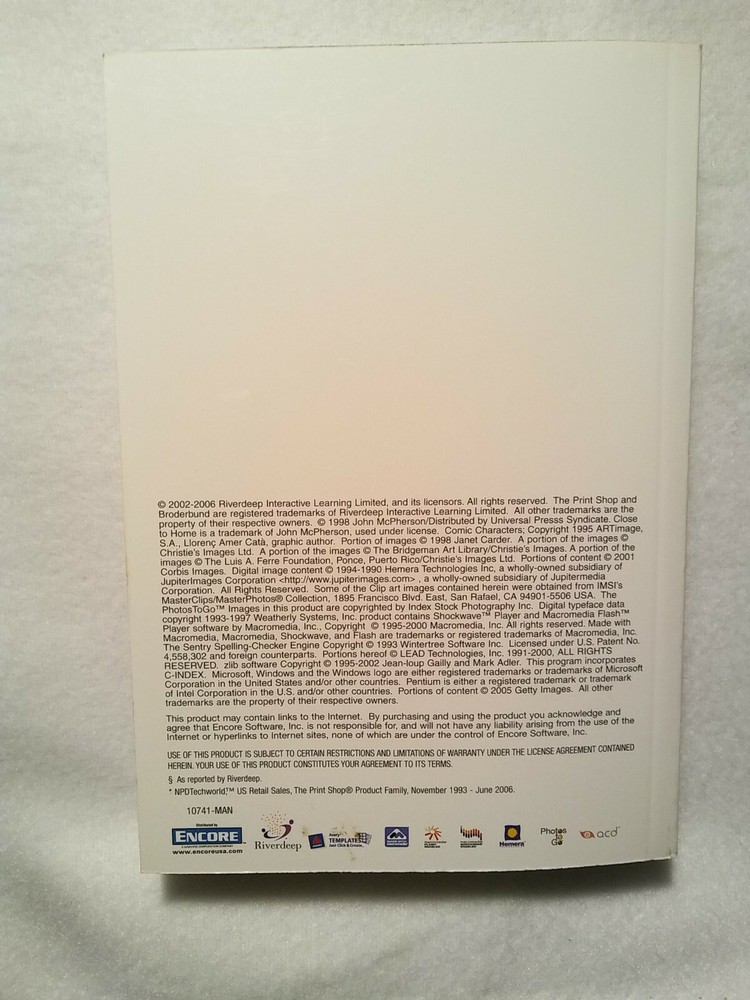 © 2002-2006 Riverdeep Interactive Learning Limited, and its licensors. All rights reserved. The Print Shop and
Broderbund are registered trademarks of Riverdeep Interactive Learning Limited. All other trademarks are the
property of their respective owners. © 1998 John McPherson/Distributed by Universal Presss Syndicate. Close
to Home is a trademark of John McPherson, used under license. Comic Characters; Copyright 1995 ARTimage,
S.A., Llorenç Amer Catà, graphic author. Portion of images © 1998 Janet Carder. A portion of the images ©
Christie's Images Ltd. A portion of the images © The Bridgeman Art Library/Christie's Images. A portion of the
images © The Luis A. Ferre Foundation, Ponce, Puerto Rico/Christie's Images Ltd. Portions of content © 2001
Corbis Images. Digital image content © 1994-1990 Hemera Technologies Inc, a wholly-owned subsidiary of
JupiterImages Corporation <http://www.jupiterimages.com> , a wholly-owned subsidiary of Jupitermedia
Corporation. All Rights Reserved. Some of the Clip art images contained herein were obtained from IMSI's
MasterClips/MasterPhotos® Collection, 1895 Francisco Blvd. East, San Rafael, CA 94901-5506 USA. The
PhotosToGo™ Images in this product are copyrighted by Index Stock Photography Inc. Digital typeface data
copyright 1993-1997 Weatherly Systems, Inc. product contains Shockwave™ Player and Macromedia Flash™
Player software by Macromedia, Inc., Copyright © 1995-2000 Macromedia, Inc. All rights reserved. Made with
Macromedia, Macromedia, Shockwave, and Flash are trademarks or registered trademarks of Macromedia, Inc.
The Sentry Spelling-Checker Engine Copyright © 1993 Wintertree Software Inc. Licensed under U.S. Patent No.
4,558,302 and foreign counterparts. Portions hereof © LEAD Technologies, Inc. 1991-2000, ALL RIGHTS
RESERVED. zlib software Copyright © 1995-2002 Jean-loup Gailly and Mark Adler. This program incorporates
C-INDEX. Microsoft, Windows and the Windows logo are either registered trademarks or trademarks of Microsoft
Corporation in the United States and/or other countries. Pentium is either a registered trademark or trademark
of Intel Corporation in the U.S. and/or other countries. Portions of content © 2005 Getty Images. All other
trademarks are the property of their respective owners.
This product may contain links to the Internet. By purchasing and using the product you acknowledge and
agree that Encore Software, Inc. is not responsible for, and will not have any liability arising from the use of the
Internet or hyperlinks to Internet sites, none of which are under the control of Encore Software, Inc.
USE OF THIS PRODUCT IS SUBJECT TO CERTAIN RESTRICTIONS AND LIMITATIONS OF WARRANTY UNDER THE LICENSE AGREEMENT CONTAINED
HEREIN. YOUR USE OF THIS PRODUCT CONSTITUTES YOUR AGREEMENT TO ITS TERMS.
§ As reported by Riverdeep.
* NPDTechworld™ US Retail Sales, The Print Shop® Product Family, November 1993 - June 2006.
10741-MAN
Distributed by
ENCORE
www.encoreusa.com
Riverdeep
Avery
TEMPLATES
Just Click & Create
Hemera
Photos to Go
acd